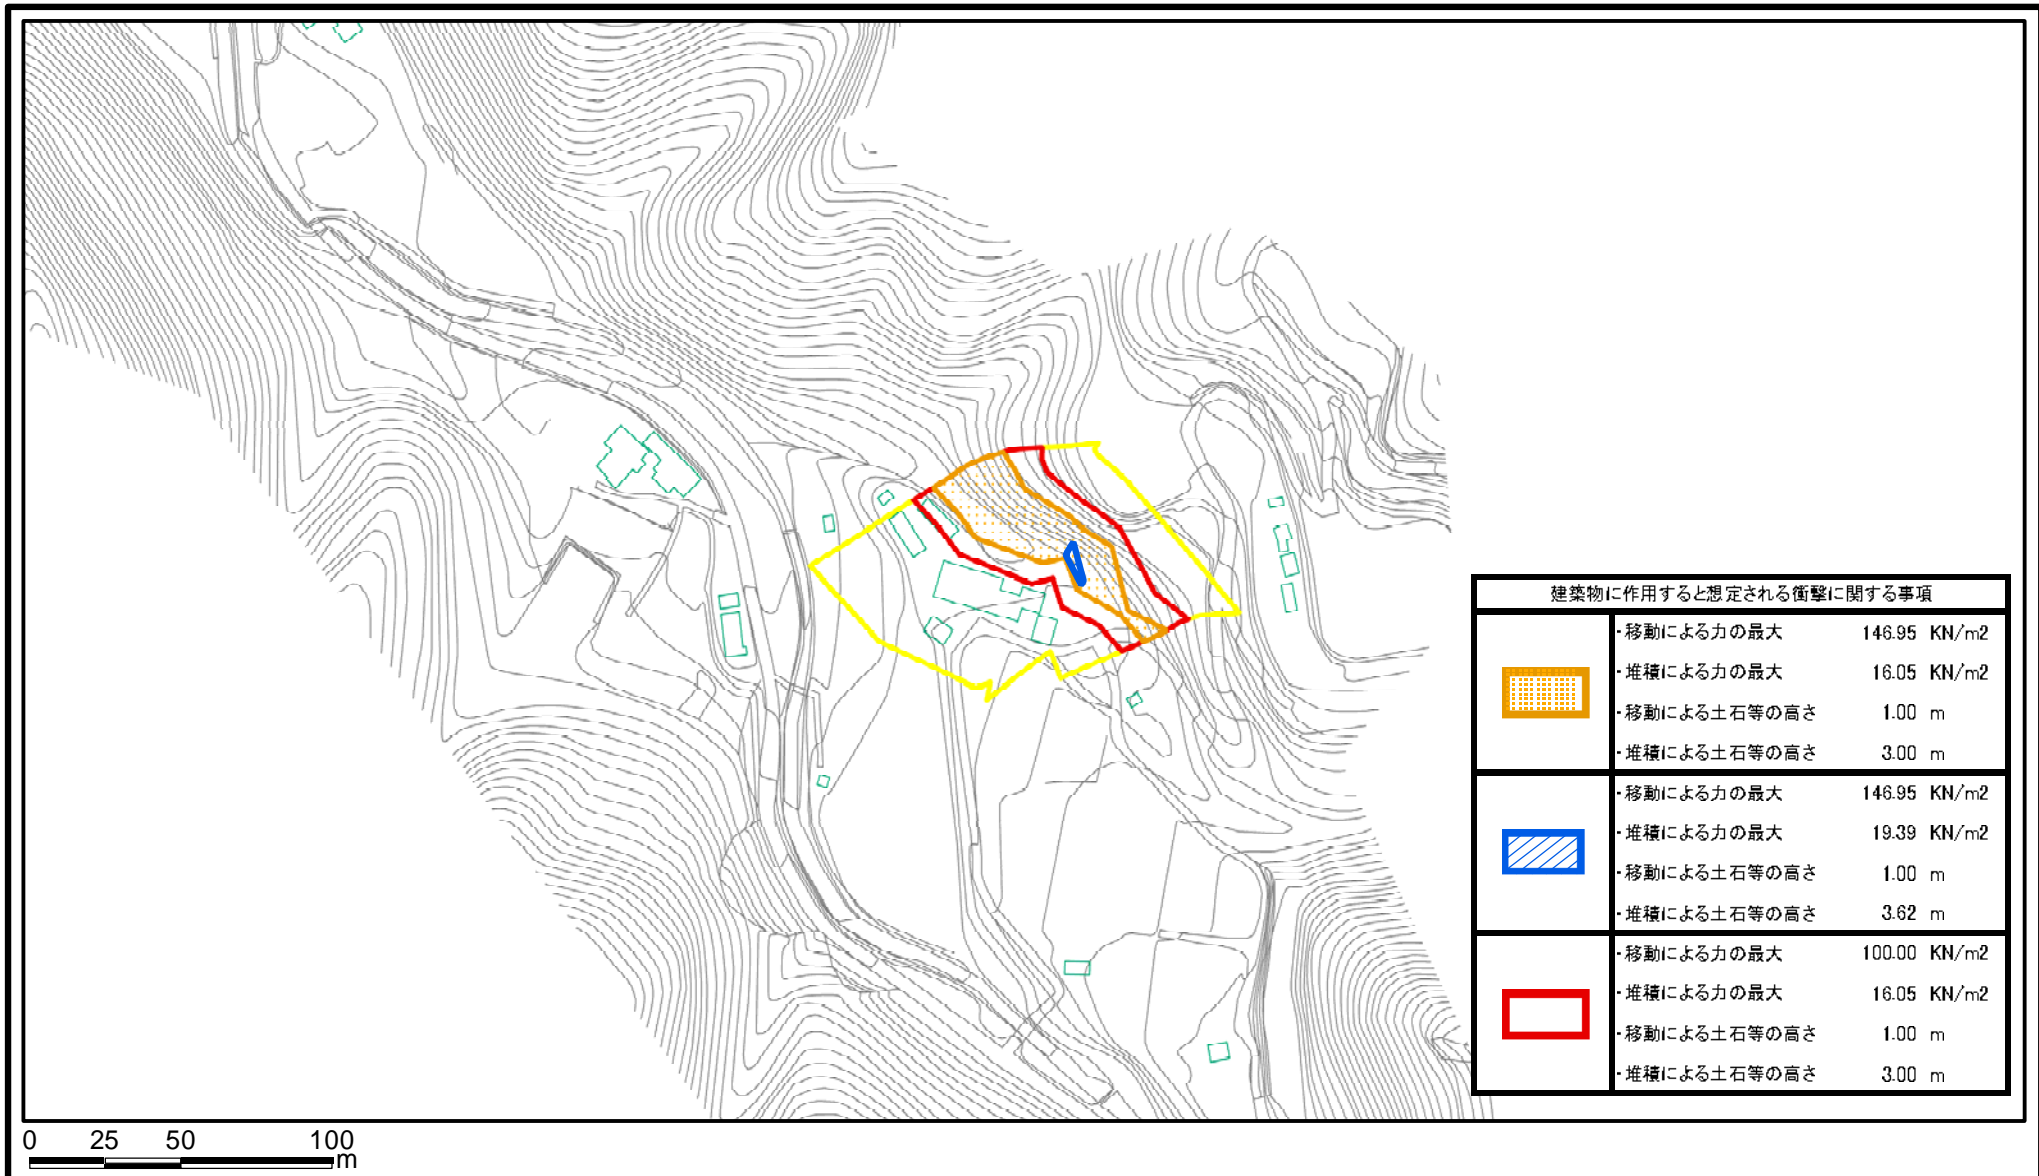 建築物に作用すると想定される衝撃に関する事項
・移動による力の最大 146.95 KN/m2
・堆積による力の最大 16.05 KN/m2
・移動による土石等の高さ 1.00 m
・堆積による土石等の高さ 3.00 m
・移動による力の最大 146.95 KN/m2
・堆積による力の最大 19.39 KN/m2
・移動による土石等の高さ 1.00 m
・堆積による土石等の高さ 3.62 m
・移動による力の最大 100.00 KN/m2
・堆積による力の最大 16.05 KN/m2
・移動による土石等の高さ 1.00 m
・堆積による土石等の高さ 3.00 m
0 25 50 100
m